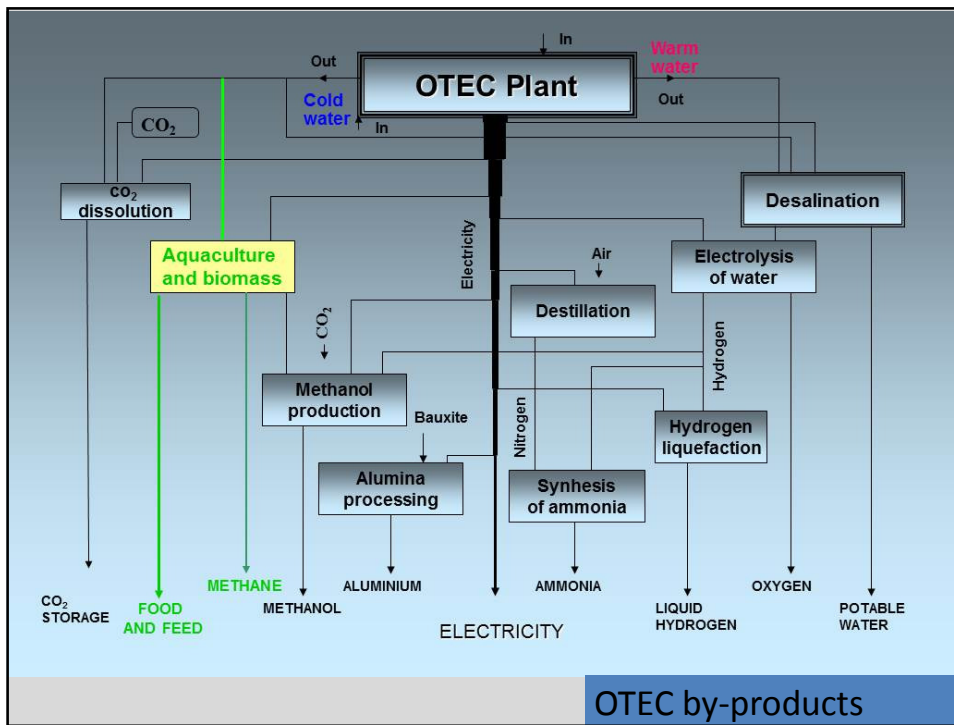 In
Out
Warm
water
OTEC Plant
Cold
water
Out
In
CO₂
CO₂
dissolution
Desalination
Aquaculture
and biomass
Electricity
Air
Electrolysis
of water
Destillation
CO₂
Hydrogen
Methanol
production
Bauxite
Nitrogen
Hydrogen
liquefaction
Alumina
processing
Synhesis
of ammonia
CO₂
STORAGE
FOOD
AND FEED
METHANE
METHANOL
ALUMINIUM
ELECTRICITY
AMMONIA
LIQUID
HYDROGEN
OXYGEN
POTABLE
WATER
OTEC by-products